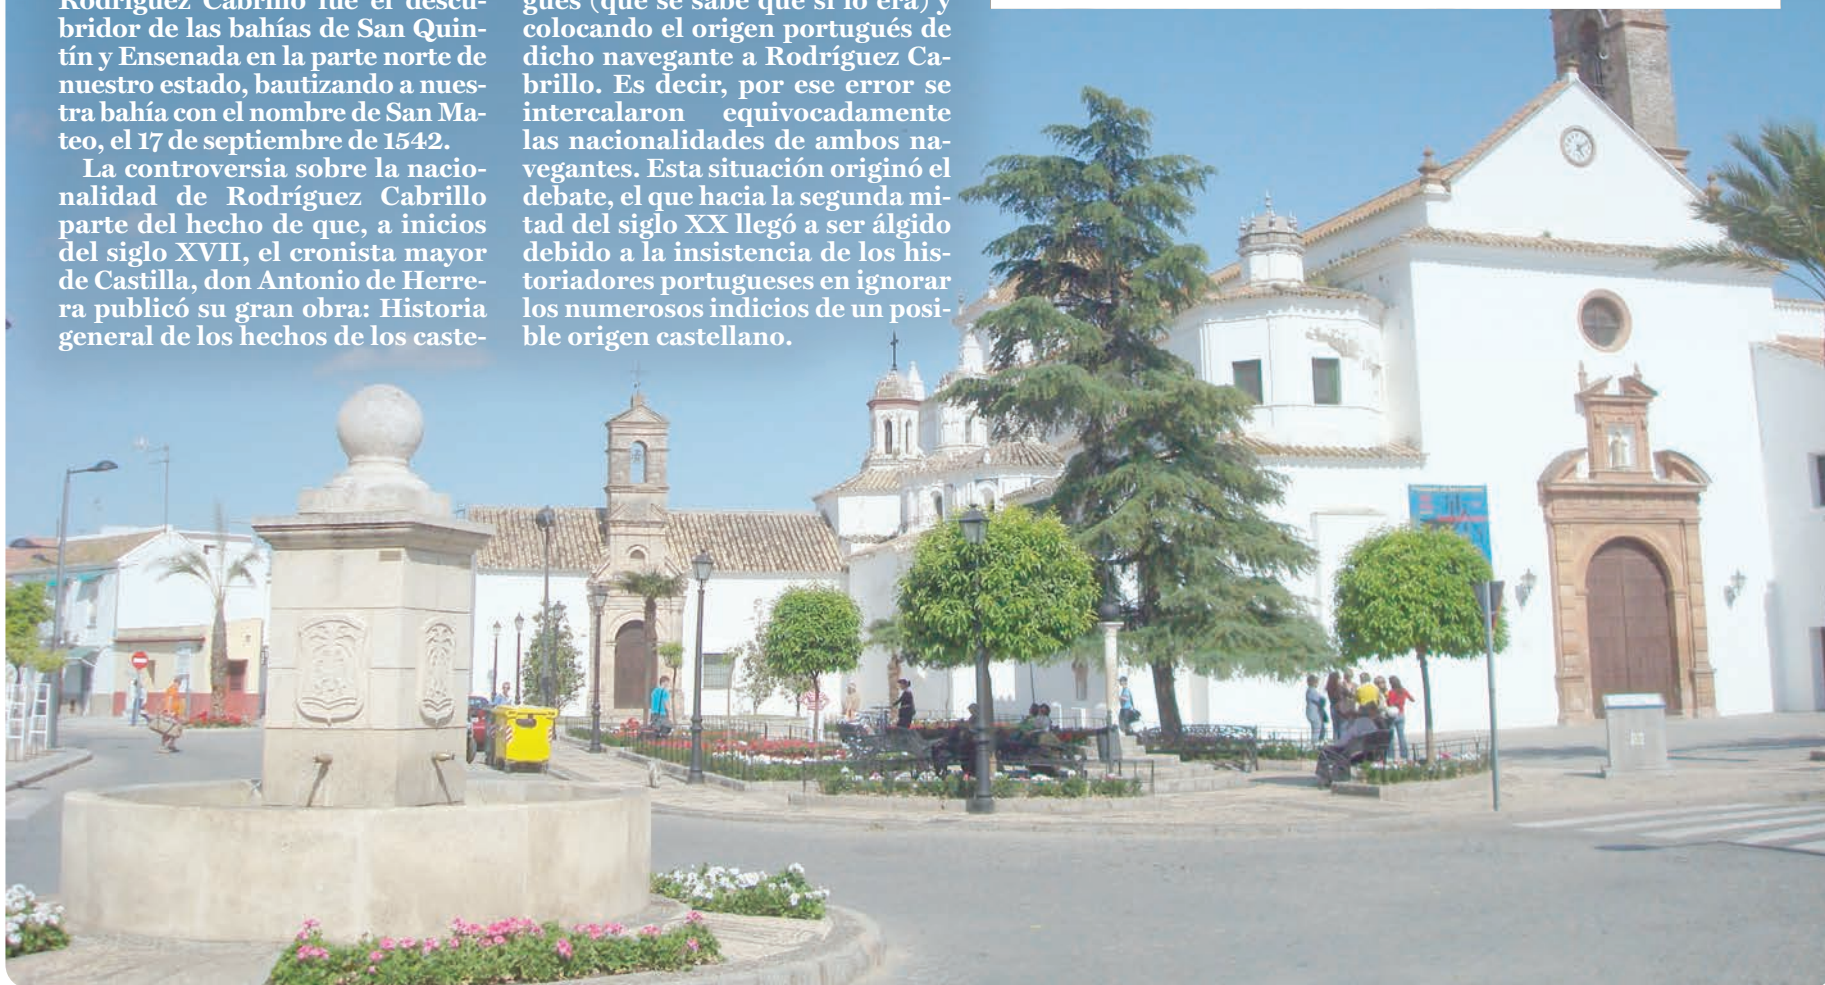 Rodríguez Cabrillo fue el descu-
bridor de las bahías de San Quin-
tín y Ensenada en la parte norte de
nuestro estado, bautizando a nues-
tra bahía con el nombre de San Ma-
teo, el 17 de septiembre de 1542.
La controversia sobre la nacio-
nalidad de Rodríguez Cabrillo
parte del hecho de que, a inicios
del siglo XVII, el cronista mayor
de Castilla, don Antonio de Herre-
ra publicó su gran obra: Historia
general de los hechos de los caste-
gués (que se sabe que sí lo era) y
colocando el origen portugués de
dicho navegante a Rodríguez Ca-
brillo. Es decir, por ese error se
intercalaron equivocadamente
las nacionalidades de ambos na-
vegantes. Esta situación originó el
debate, el que hacia la segunda mi-
tad del siglo XX llegó a ser álgido
debido a la insistencia de los his-
toriadores portugueses en ignorar
los numerosos indicios de un posi-
ble origen castellano.